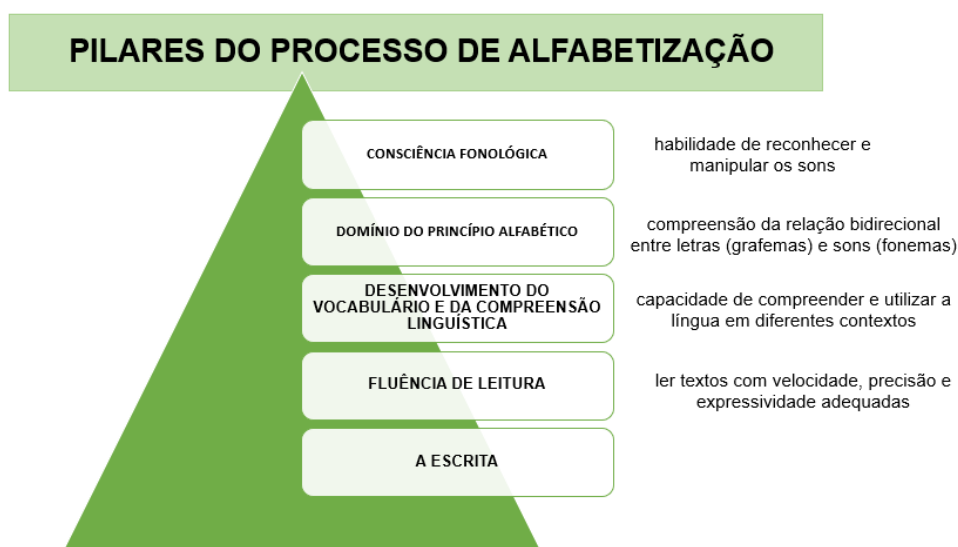 PILARES DO PROCESSO DE ALFABETIZAÇÃO
CONSCIÊNCIA FONOLÓGICA
habilidade de reconhecer e
manipular os sons
DOMÍNIO DO PRINCÍPIO ALFABÉTICO
compreensão da relação bidirecional
entre letras (grafemas) e sons (fonemas)
DESENVOLVIMENTO DO
VOCABULÁRIO E DA COMPREENSÃO
LINGUÍSTICA
capacidade de compreender e utilizar a
língua em diferentes contextos
FLUÊNCIA DE LEITURA
ler textos com velocidade, precisão e
expressividade adequadas
A ESCRITA